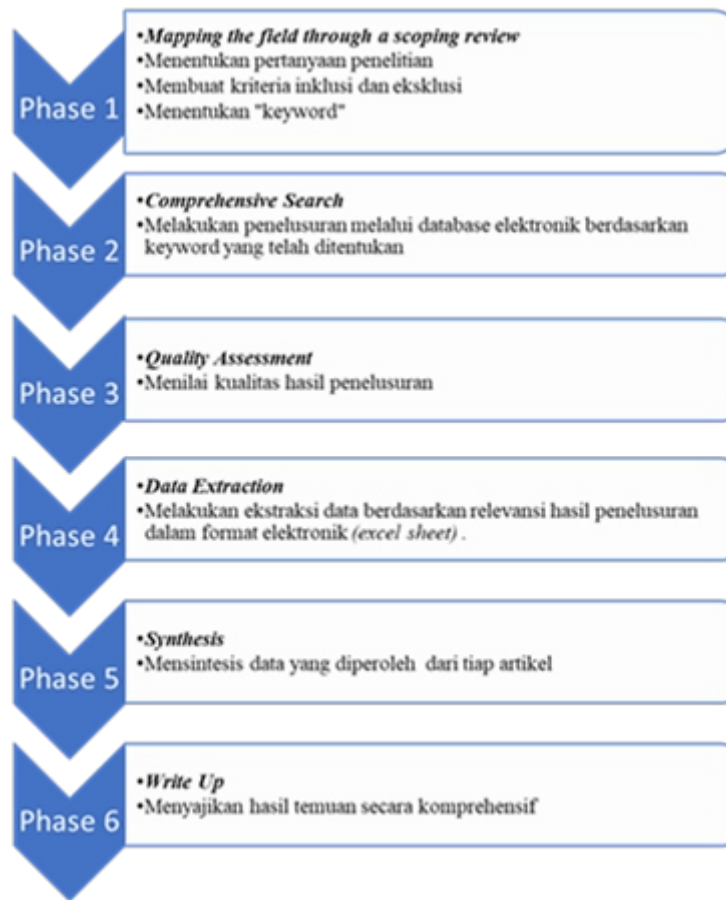 Phase 1
•Mapping the field through a scoping review
•Menentukan pertanyaan penelitian
•Membuat kriteria inklusi dan eksklusi
•Menentukan "keyword"
Phase 2
•Comprehensive Search
•Melakukan penelusuran melalui database elektronik berdasarkan
keyword yang telah ditentukan
Phase 3
•Quality Assessment
•Menilai kualitas hasil penelusuran
Phase 4
•Data Extraction
•Melakukan ekstraksi data berdasarkan relevansi hasil penelusuran
dalam format elektronik (excel sheet) .
Phase 5
•Synthesis
•Mensintesis data yang diperoleh dari tiap artikel
Phase 6
•Write Up
•Menyajikan hasil temuan secara komprehensif